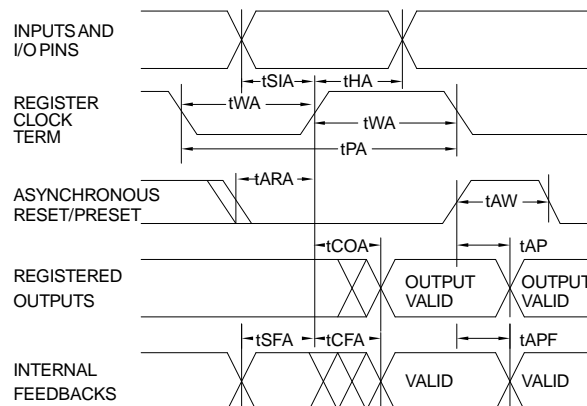 INPUTS AND
I/O PINS
tSIA
tHA
REGISTER
CLOCK
TERM
tWA
tWA
tPA
ASYNCHRONOUS
RESET/PRESET
tARA
tAW
tCOA
tAP
REGISTERED
OUTPUTS
OUTPUT
VALID
OUTPUT
VALID
tSFA
tCFA
tAPF
INTERNAL
FEEDBACKS
VALID
VALID